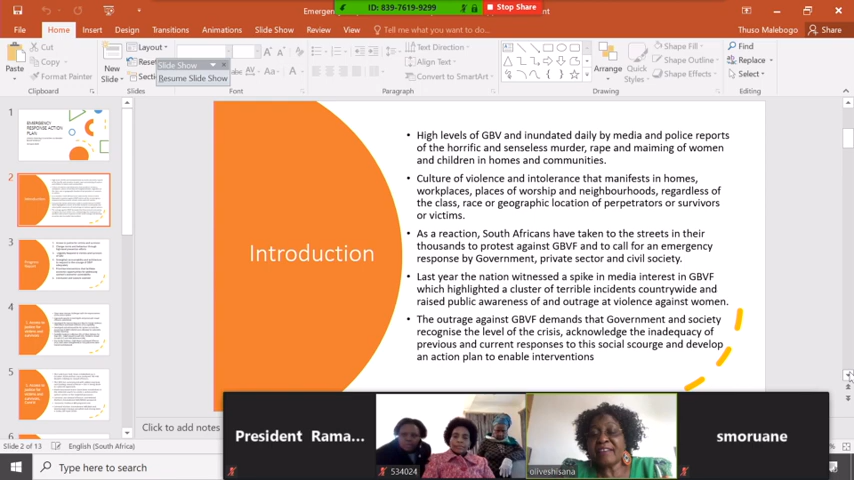 Emergency
ID: 839-7619-9299
Stop Share
Thuso Malebogo
File
Home
Insert
Design
Transitions
Animations
Slide Show
Review
View
Tell me what you want to do...
Share
Paste
Cut
Copy
Format Painter
New
Slide
Layout
Slide Show
Resume Slide Show
Text Direction
Align Text
Convert to SmartArt
Arrange
Quick
Styles
Shape Fill
Shape Outline
Shape Effects
Find
Replace
Select
Clipboard
Font
Paragraph
Drawing
Editing
1
EMERGENCY
RESPONSE ACTION
PLAN
2
Introduction
3
4
5
6
Introduction
• High levels of GBV and inundated daily by media and police reports
of the horrific and senseless murder, rape and maiming of women
and children in homes and communities.
• Culture of violence and intolerance that manifests in homes,
workplaces, places of worship and neighbourhoods, regardless of
the class, race or geographic location of perpetrators or survivors
or victims.
• As a reaction, South Africans have taken to the streets in their
thousands to protest against GBVF and to call for an emergency
response by Government, private sector and civil society.
• Last year the nation witnessed a spike in media interest in GBVF
which highlighted a cluster of terrible incidents countrywide and
raised public awareness of and outrage at violence against women.
• The outrage against GBVF demands that Government and society
recognise the level of the crisis, acknowledge the inadequacy of
previous and current responses to this social scourge and develop
an action plan to enable interventions
Click to add notes
President Rama...
534024
oliveshisana
smoruane
Slide 2 of 13
English (South Africa)
Type here to search